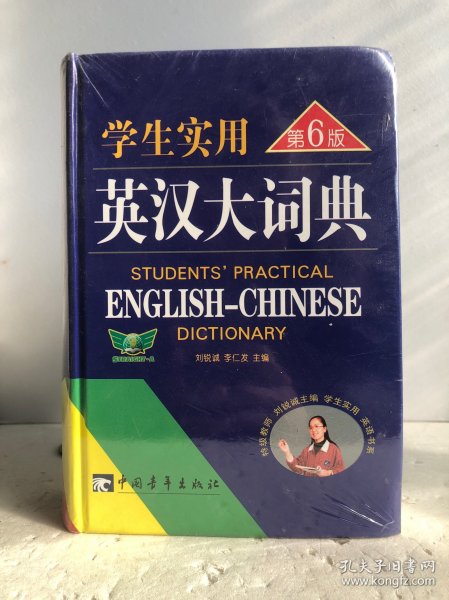 学生实用
第6版
英汉大词典
STUDENTS' PRACTICAL
ENGLISH-CHINESE
DICTIONARY
刘锐诚 李仁发 主编
特级教师 刘锐诚主编 学生实用 英语书系
中国青年出版社
孔夫子旧书网
www.kongfz.com